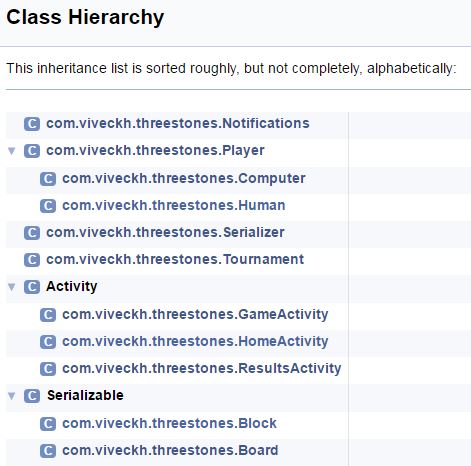 Class Hierarchy
This inheritance list is sorted roughly, but not completely, alphabetically:
C com.viveckh.threestones.Notifications
C com.viveckh.threestones.Player
C com.viveckh.threestones.Computer
C com.viveckh.threestones.Human
C com.viveckh.threestones.Serializer
C com.viveckh.threestones.Tournament
C Activity
C com.viveckh.threestones.GameActivity
C com.viveckh.threestones.HomeActivity
C com.viveckh.threestones.ResultsActivity
C Serializable
C com.viveckh.threestones.Block
C com.viveckh.threestones.Board